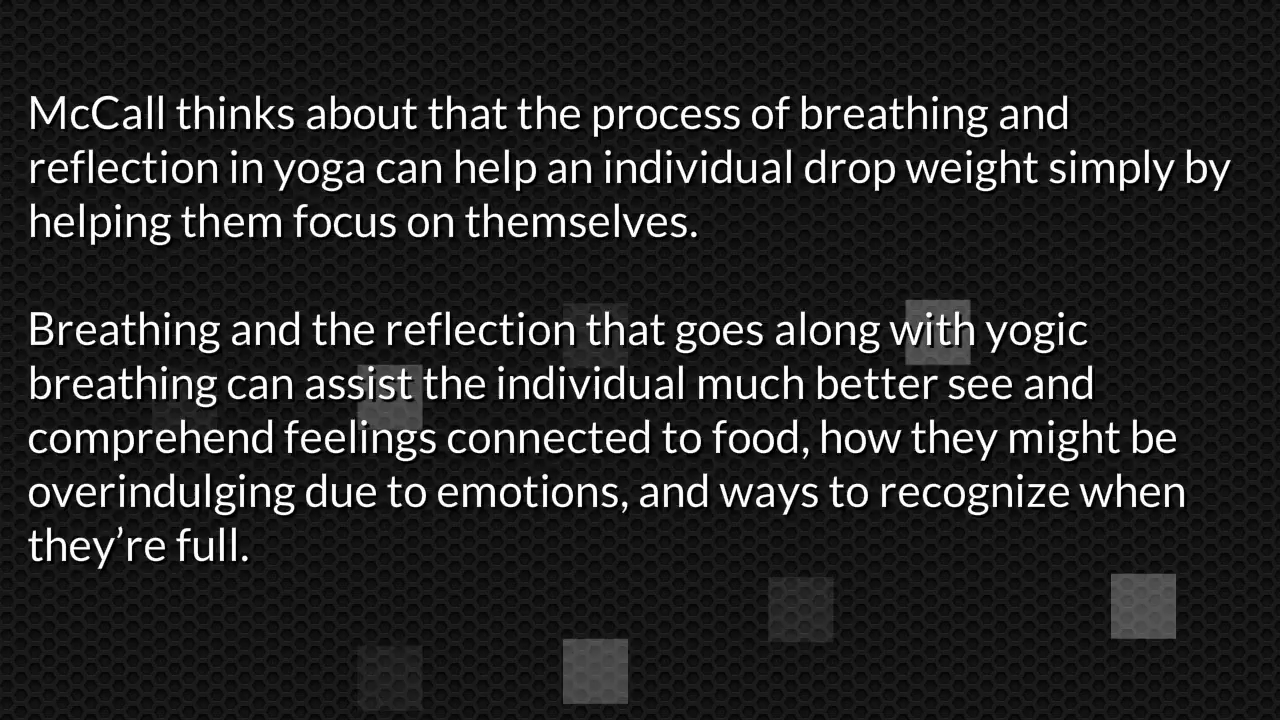 McCall thinks about that the process of breathing and
reflection in yoga can help an individual drop weight simply by
helping them focus on themselves.
Breathing and the reflection that goes along with yogic
breathing can assist the individual much better see and
comprehend feelings connected to food, how they might be
overindulging due to emotions, and ways to recognize when
they’re full.